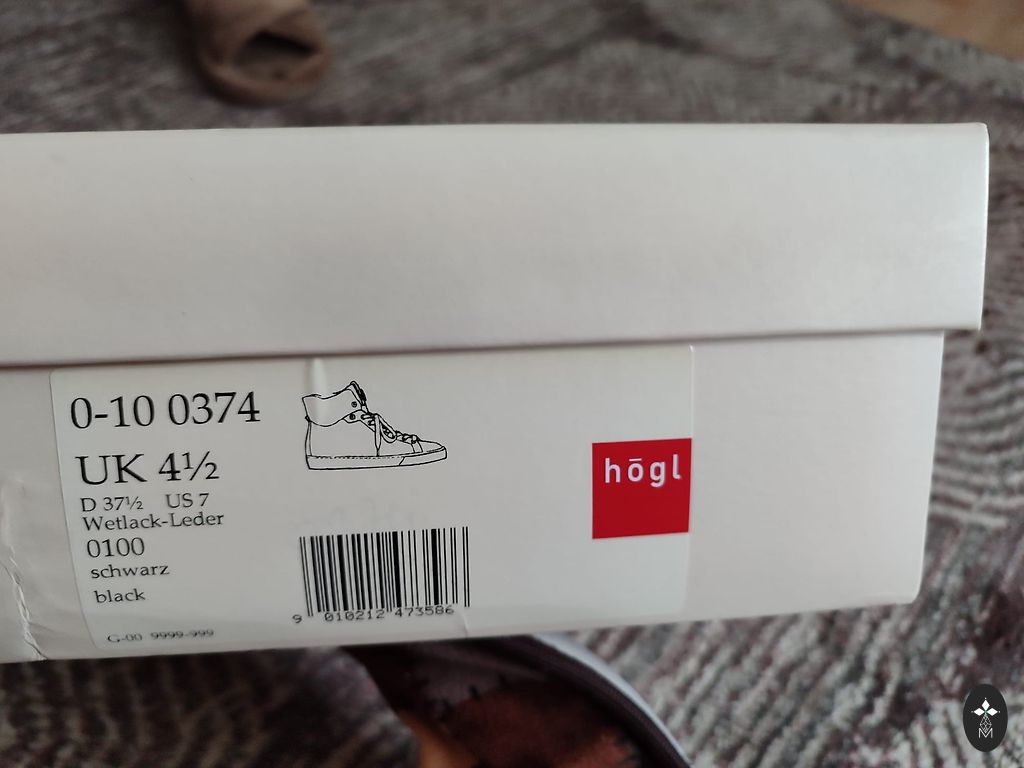 0-10 0374
UK 4½
D 37½ US 7
Wetlack-Leder
0100
schwarz
black
G-00 9999-999
9 010212 473586
hōgl
M